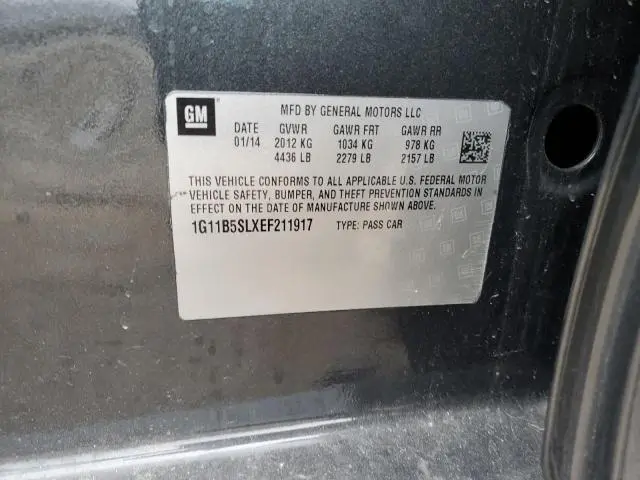 GM
MFD BY GENERAL MOTORS LLC
DATE GVWR GAWR FRT GAWR RR
01/14 2012 KG 1034 KG 978 KG
4436 LB 2279 LB 2157 LB
THIS VEHICLE CONFORMS TO ALL APPLICABLE U.S. FEDERAL MOTOR
VEHICLE SAFETY, BUMPER, AND THEFT PREVENTION STANDARDS IN
EFFECT ON THE DATE OF MANUFACTURE SHOWN ABOVE.
1G11B5SLXEF211917 TYPE: PASS CAR